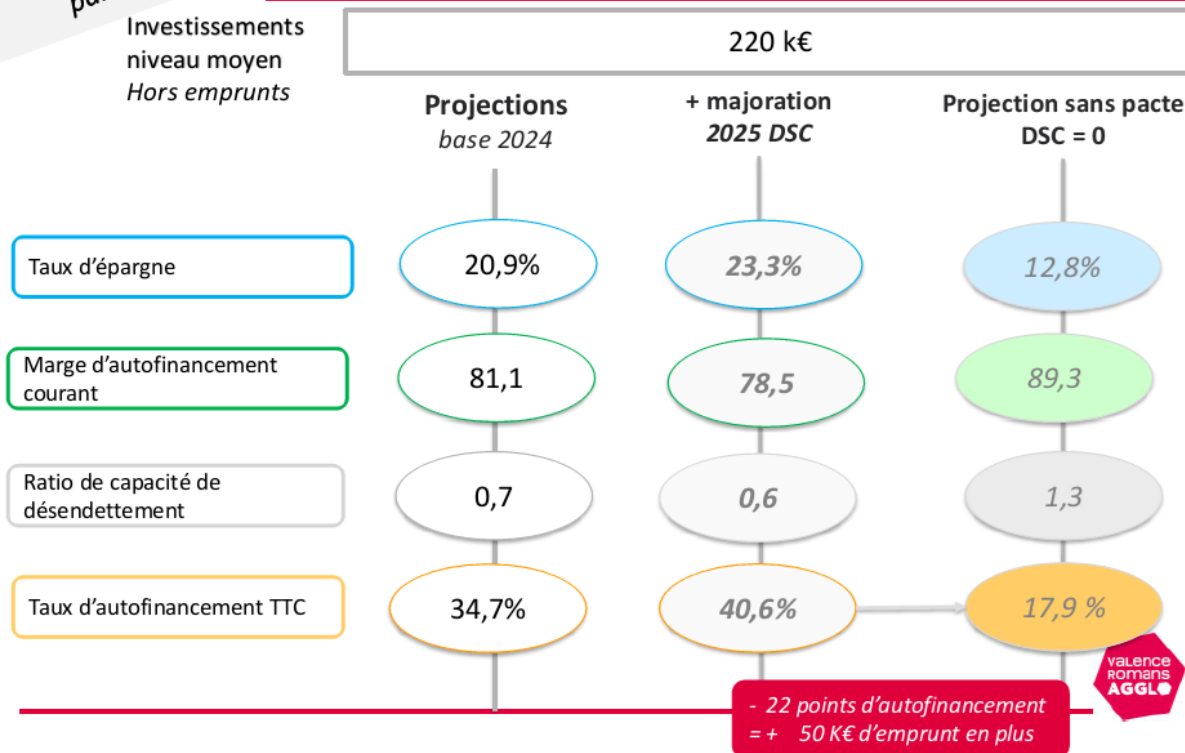 Investissements
niveau moyen
Hors emprunts
220 k€
Projections
base 2024
+ majoration
2025 DSC
Projection sans pacte
DSC = 0
Taux d'épargne
20,9%
23,3%
12,8%
Marge d'autofinancement
courant
81,1
78,5
89,3
Ratio de capacité de
désendettement
0,7
0,6
1,3
Taux d'autofinancement TTC
34,7%
40,6%
17,9 %
valence
Romans
AGGLO
- 22 points d'autofinancement
= + 50 K€ d'emprunt en plus